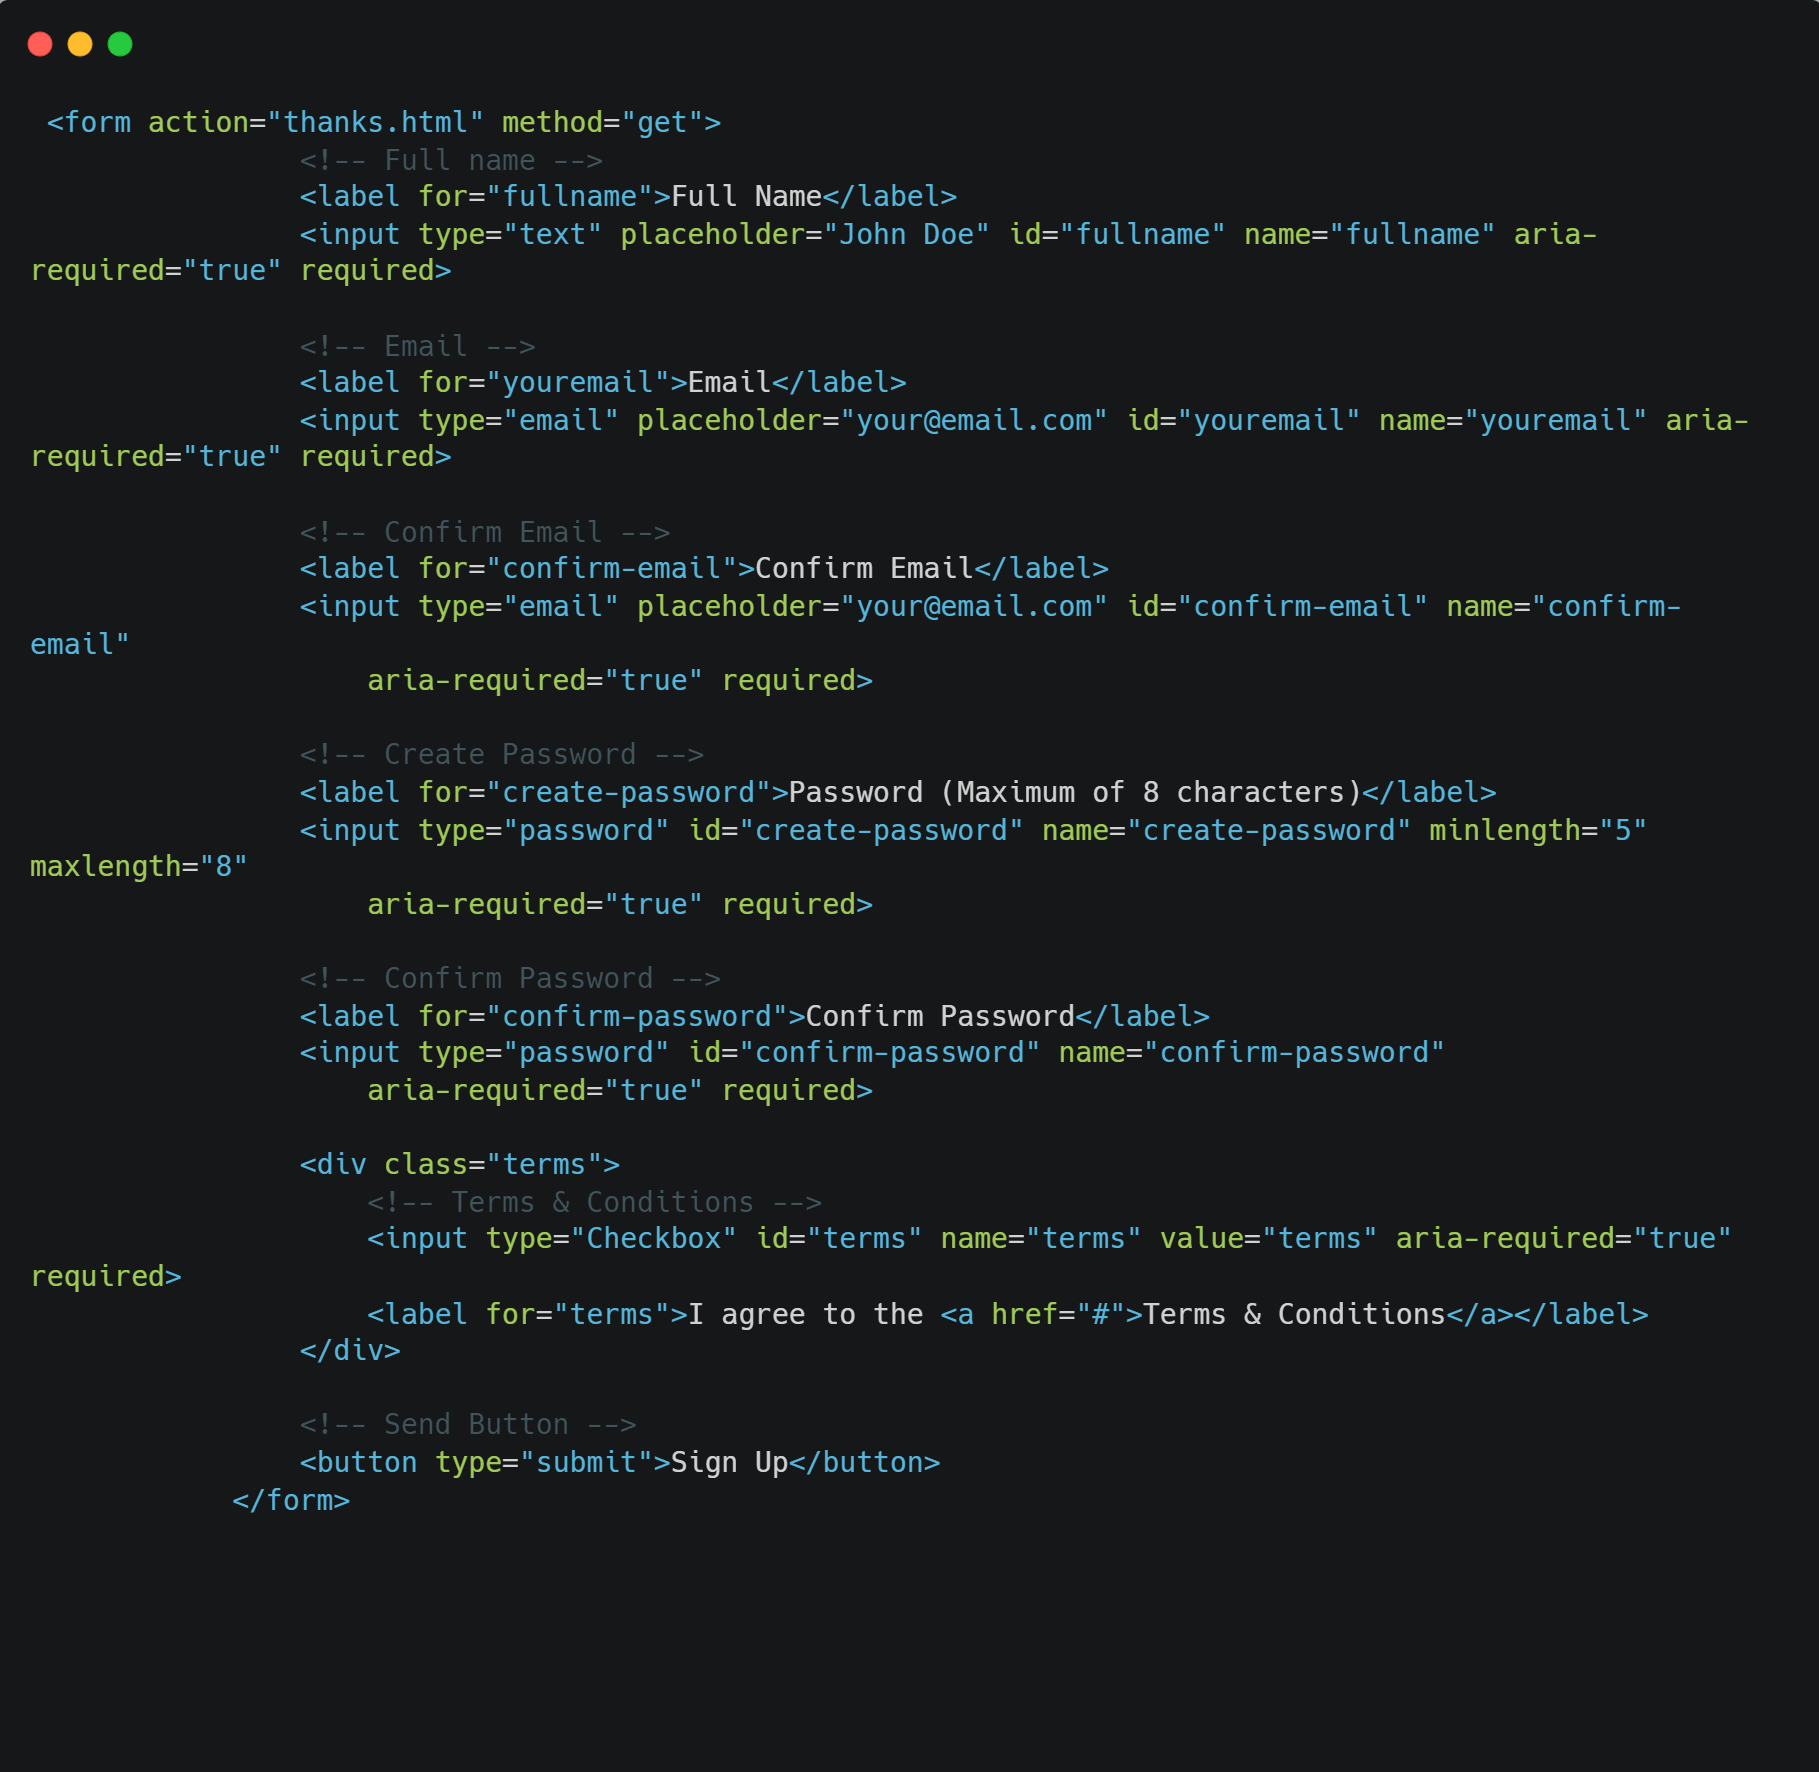 <form action="thanks.html" method="get">
<!-- Full name -->
<label for="fullname">Full Name</label>
<input type="text" placeholder="John Doe" id="fullname" name="fullname" aria-
required="true" required>
<!-- Email -->
<label for="youremail">Email</label>
<input type="email" placeholder="your@email.com" id="youremail" name="youremail" aria-
required="true" required>
<!-- Confirm Email -->
<label for="confirm-email">Confirm Email</label>
<input type="email" placeholder="your@email.com" id="confirm-email" name="confirm-
email"
aria-required="true" required>
<!-- Create Password -->
<label for="create-password">Password (Maximum of 8 characters)</label>
<input type="password" id="create-password" name="create-password" minlength="5"
maxlength="8"
aria-required="true" required>
<!-- Confirm Password -->
<label for="confirm-password">Confirm Password</label>
<input type="password" id="confirm-password" name="confirm-password"
aria-required="true" required>
<div class="terms">
<!-- Terms & Conditions -->
<input type="Checkbox" id="terms" name="terms" value="terms" aria-required="true"
required>
<label for="terms">I agree to the <a href="#">Terms & Conditions</a></label>
</div>
<!-- Send Button -->
<button type="submit">Sign Up</button>
</form>